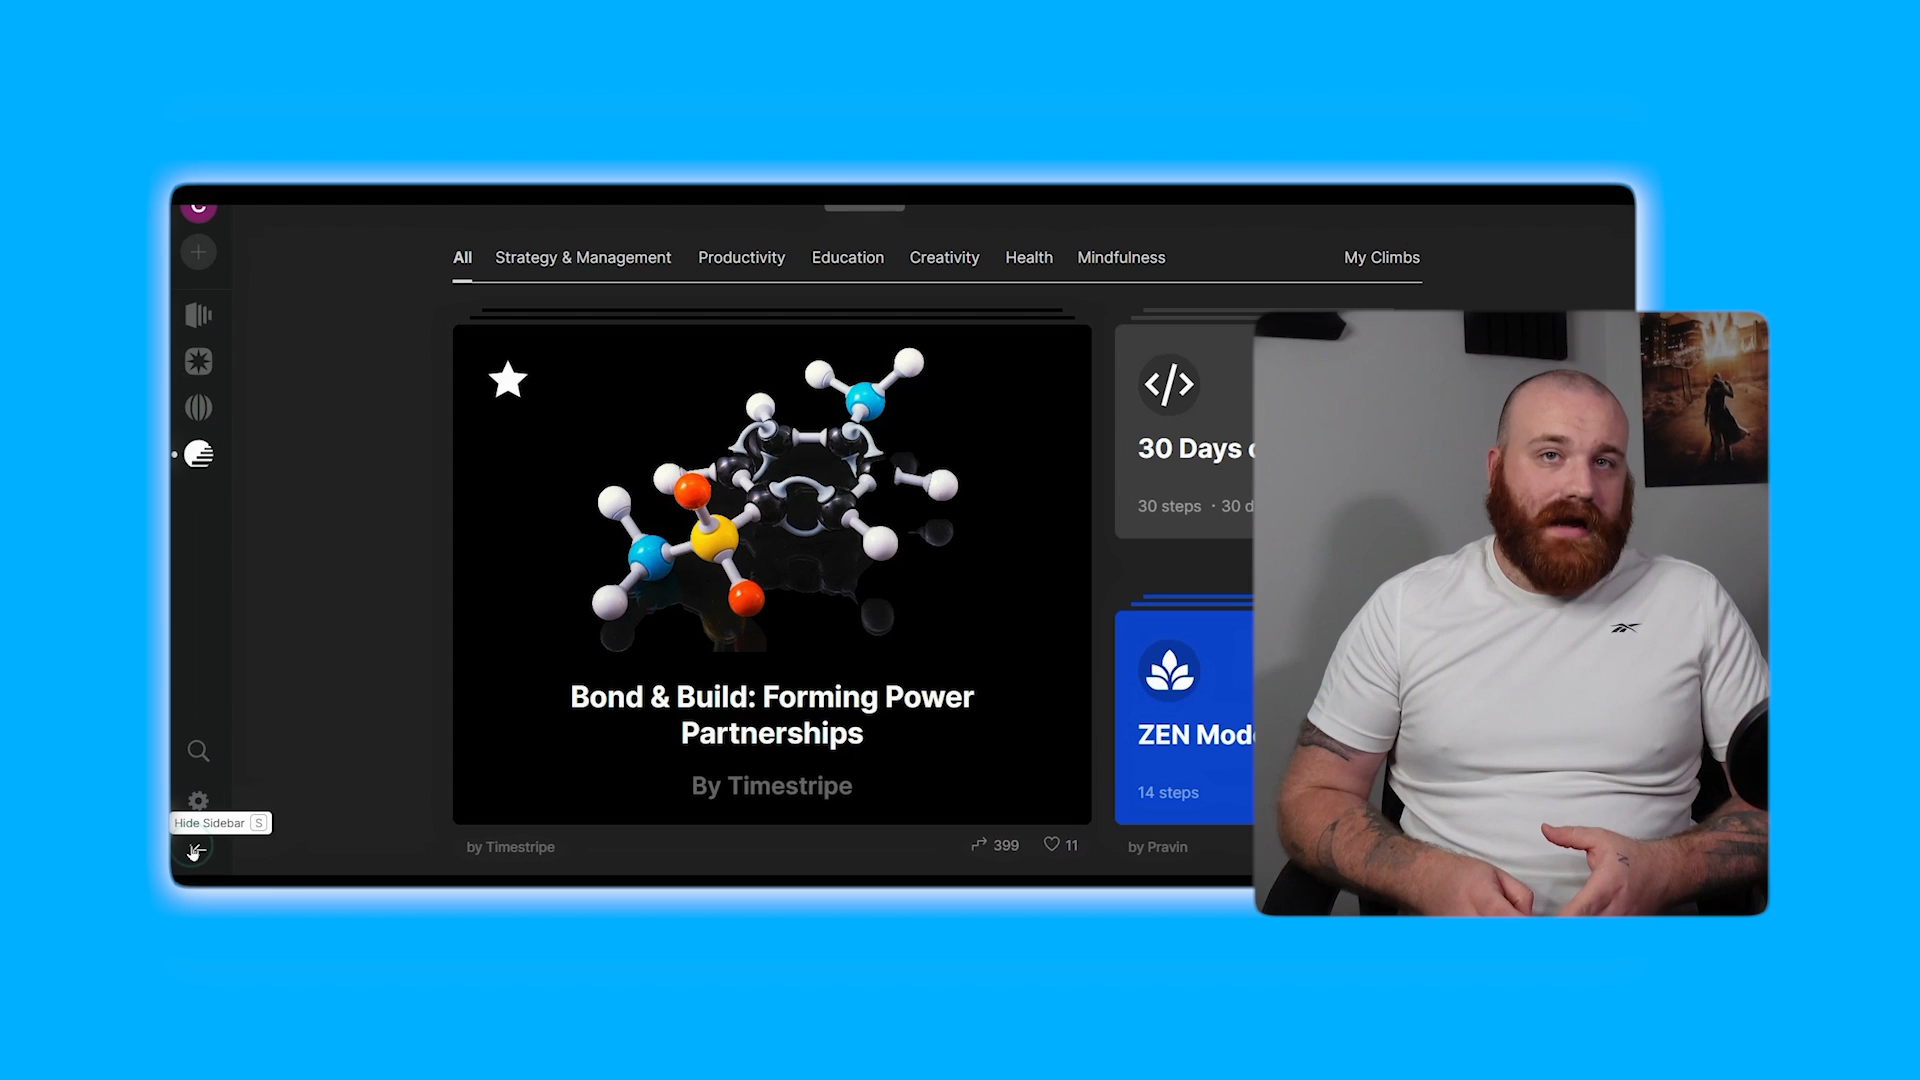 All Strategy & Management Productivity Education Creativity Health Mindfulness My Climbs
Bond & Build: Forming Power
Partnerships
By Timestripe
by Timestripe 399 11
</>
30 Days
30 steps · 30 d
ZEN Mod
14 steps
by Pravin
Hide Sidebar S